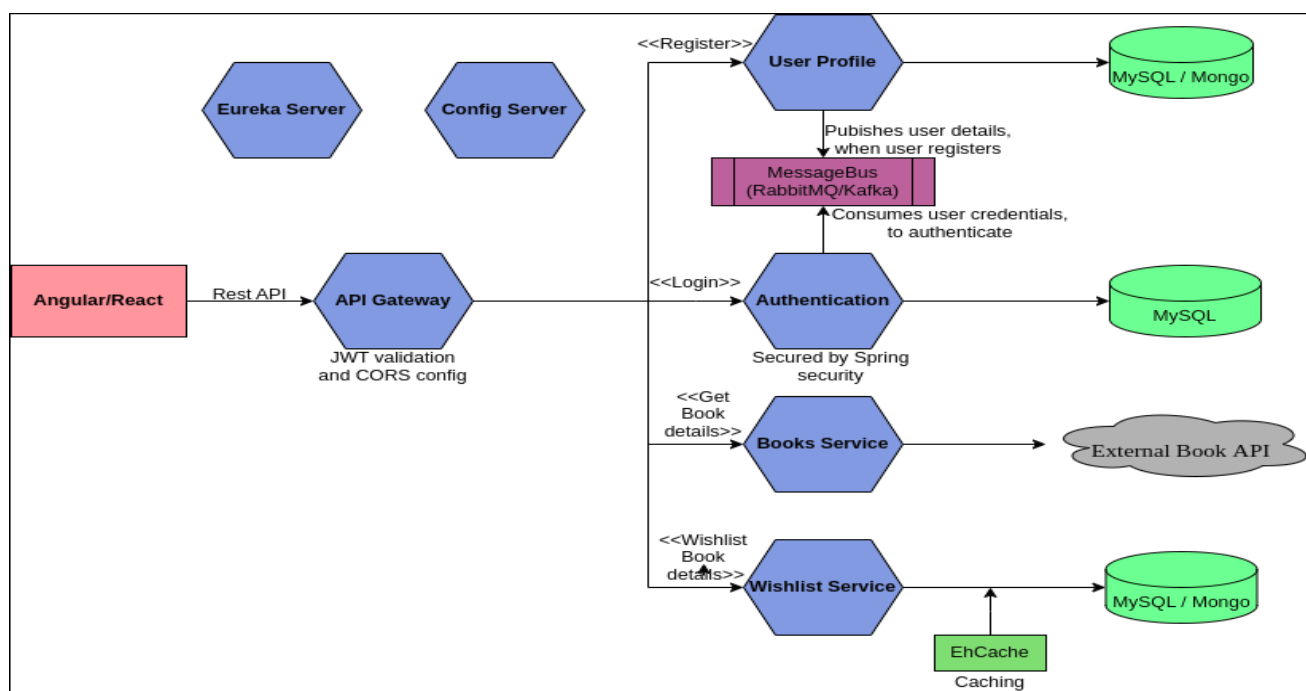 <<Register>>
User Profile
MySQL / Mongo
Eureka Server
Config Server
Pubishes user details,
when user registers
MessageBus
(RabbitMQ/Kafka)
Consumes user credentials,
to authenticate
Angular/React
Rest API
API Gateway
JWT validation
and CORS config
<<Login>>
Authentication
MySQL
Secured by Spring
security
<<Get
Book
details>>
Books Service
External Book API
<<Wishlist
Book
details>>
Wishlist Service
MySQL / Mongo
EhCache
Caching